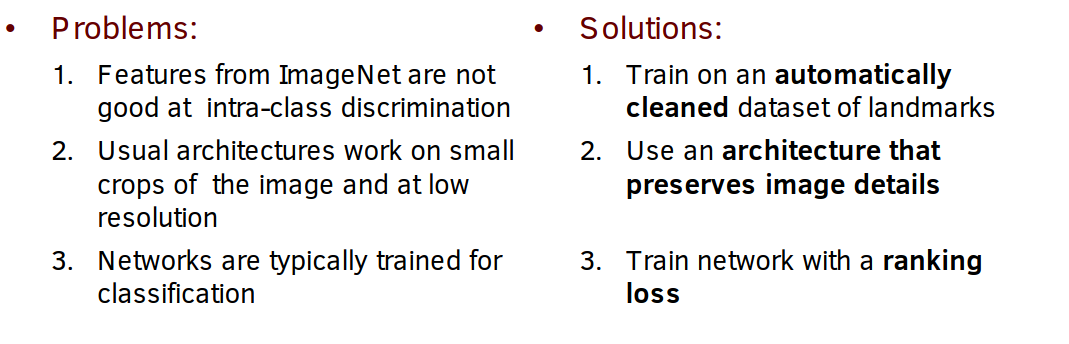 • Problems:
1. Features from ImageNet are not
good at intra-class discrimination
2. Usual architectures work on small
crops of the image and at low
resolution
3. Networks are typically trained for
classification
• Solutions:
1. Train on an automatically
cleaned dataset of landmarks
2. Use an architecture that
preserves image details
3. Train network with a ranking
loss